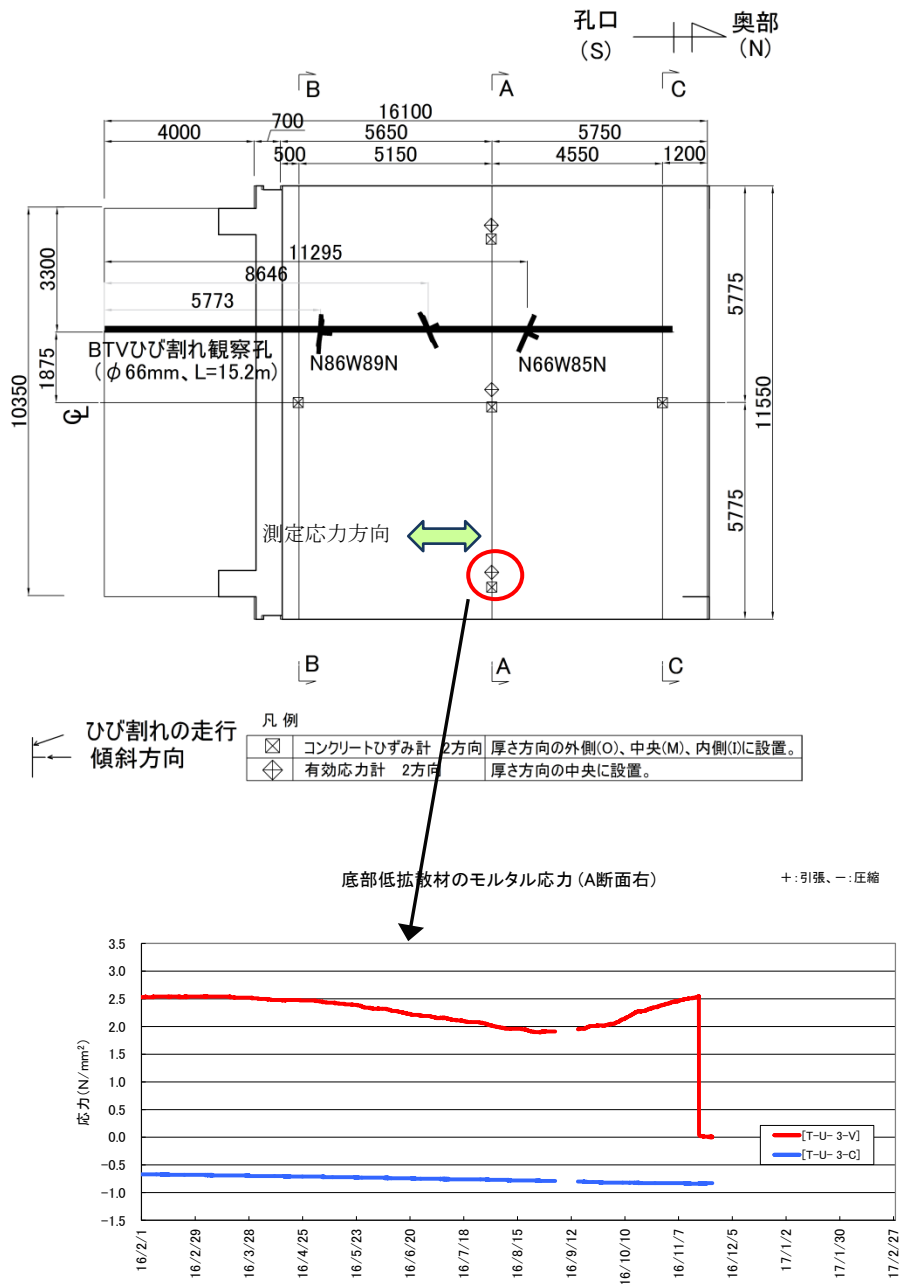 孔口
(S)
奥部
(N)
B
A
C
16100
4000
700
5650
5750
500
5150
4550
1200
11295
8646
5773
3300
1875
10350
5775
11550
5775
BTVひび割れ観察孔
(φ66mm、L=15.2m)
N86W89N
N66W85N
℄
測定応力方向
B
A
C
ひび割れの走行
傾斜方向
凡 例
コンクリートひずみ計 2方向 厚さ方向の外側(O)、中央(M)、内側(I)に設置。
有効応力計 2方向 厚さ方向の中央に設置。
底部低拡散材のモルタル応力(A断面右)
+:引張、-:圧縮
応力(N/mm²)
3.5
3.0
2.5
2.0
1.5
1.0
0.5
0.0
-0.5
-1.0
-1.5
[T-U-3-V]
[T-U-3-C]
16/2/1
16/2/29
16/3/28
16/4/25
16/5/23
16/6/20
16/7/18
16/8/15
16/9/12
16/10/10
16/11/7
16/12/5
17/1/2
17/1/30
17/2/27